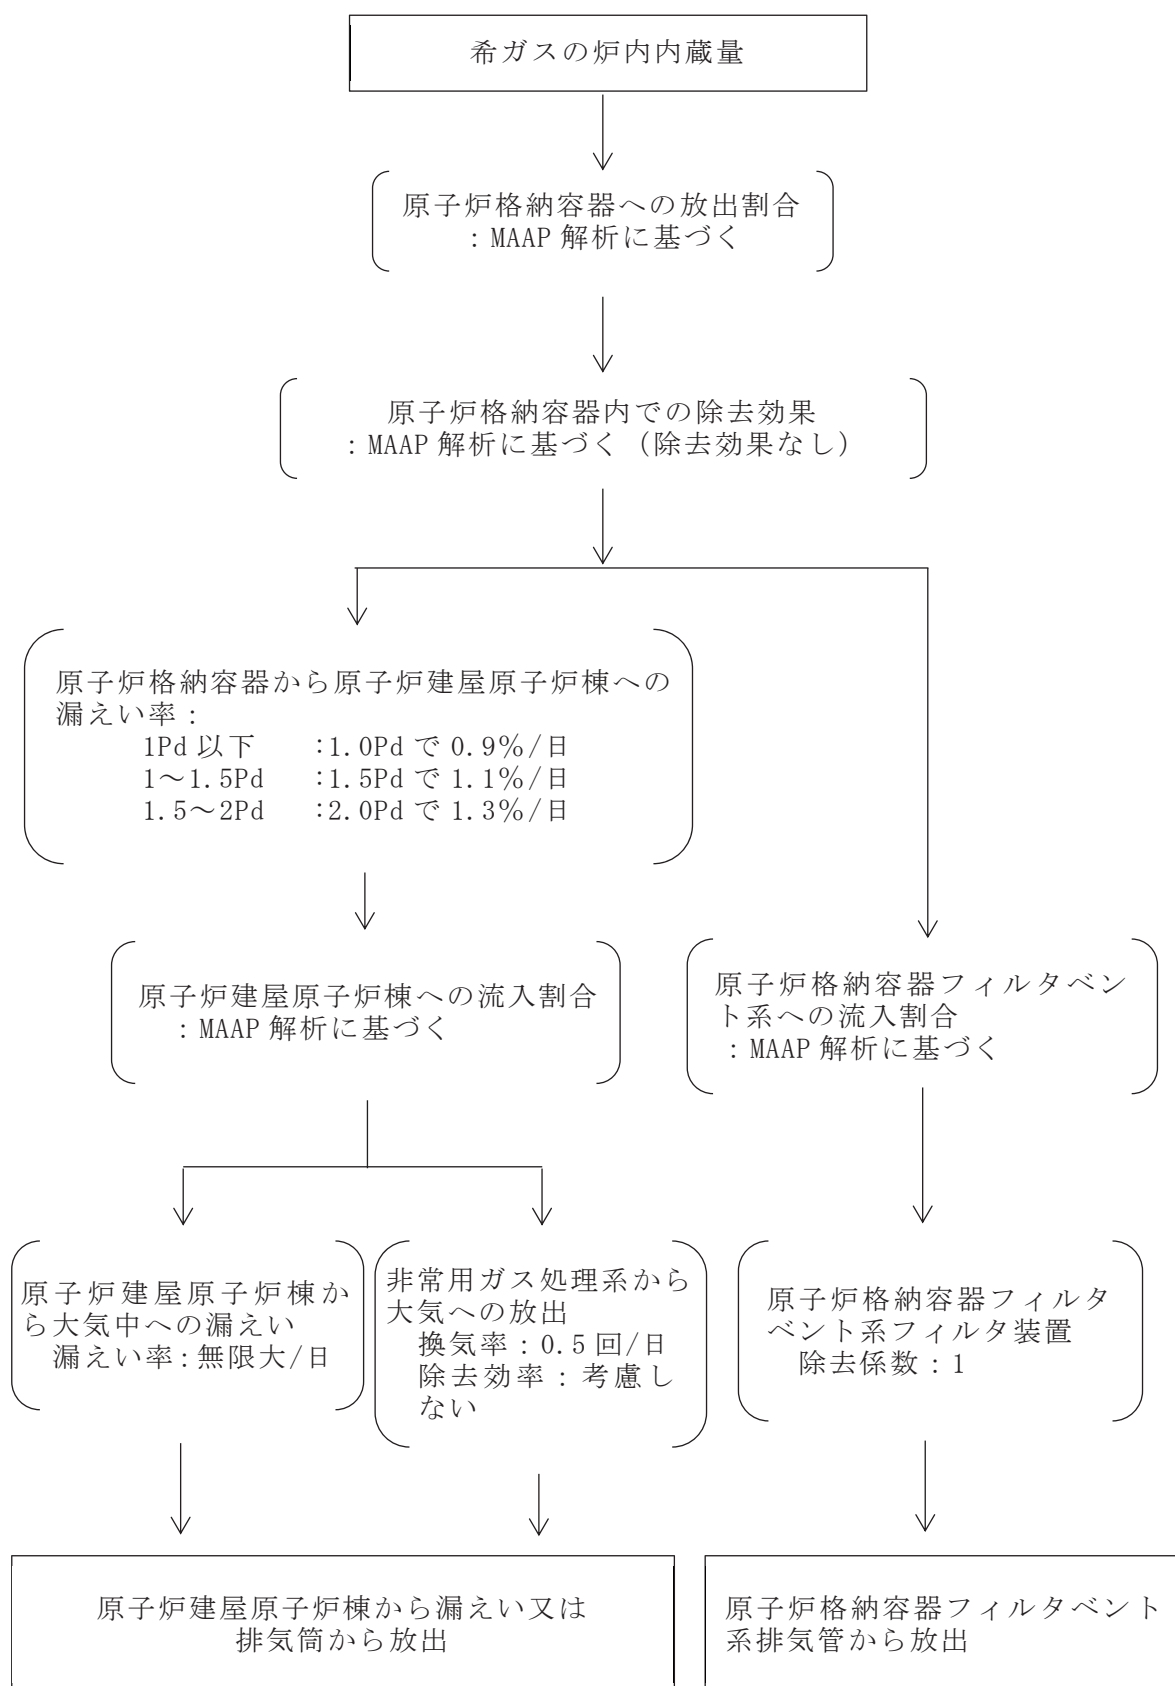 希ガスの炉内内蔵量
原子炉格納容器への放出割合
：MAAP 解析に基づく
原子炉格納容器内での除去効果
：MAAP 解析に基づく（除去効果なし）
原子炉格納容器から原子炉建屋原子炉棟への
漏えい率：
1Pd 以下　　：1.0Pd で 0.9％/日
1～1.5Pd　　：1.5Pd で 1.1％/日
1.5～2Pd　　：2.0Pd で 1.3％/日
原子炉建屋原子炉棟への流入割合
：MAAP 解析に基づく
原子炉格納容器フィルタベン
ト系への流入割合
：MAAP 解析に基づく
原子炉建屋原子炉棟か
ら大気中への漏えい
漏えい率：無限大/日
非常用ガス処理系から
大気への放出
換気率：0.5 回/日
除去効率：考慮し
ない
原子炉格納容器フィルタ
ベント系フィルタ装置
除去係数：1
原子炉建屋原子炉棟から漏えい又は
排気筒から放出
原子炉格納容器フィルタベント
系排気管から放出